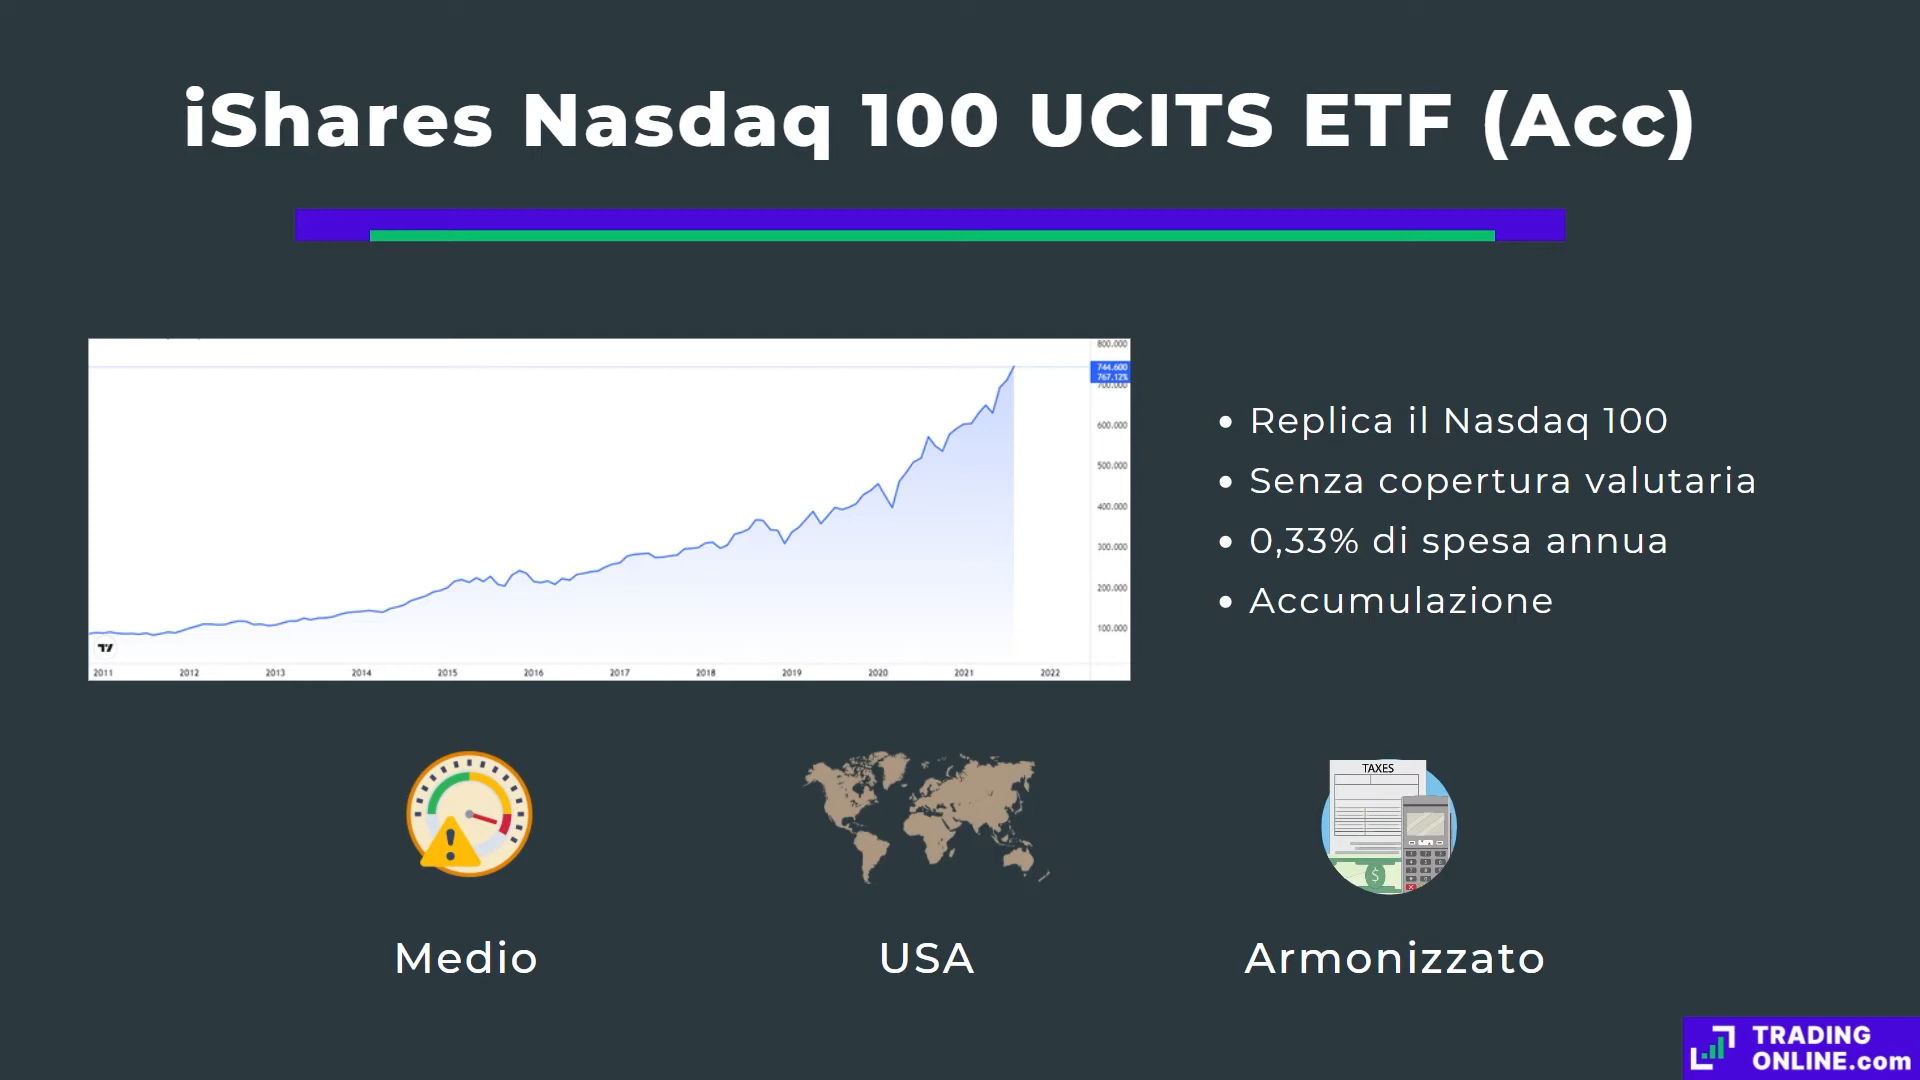 iShares Nasdaq 100 UCITS ETF (Acc)
800.000
744.600
767.12%
700.000
600.000
500.000
400.000
300.000
200.000
100.000
2011 2012 2013 2014 2015 2016 2017 2018 2019 2020 2021 2022
• Replica il Nasdaq 100
• Senza copertura valutaria
• 0,33% di spesa annua
• Accumulazione
TAXES
Medio
USA
Armonizzato
TRADING
ONLINE.com